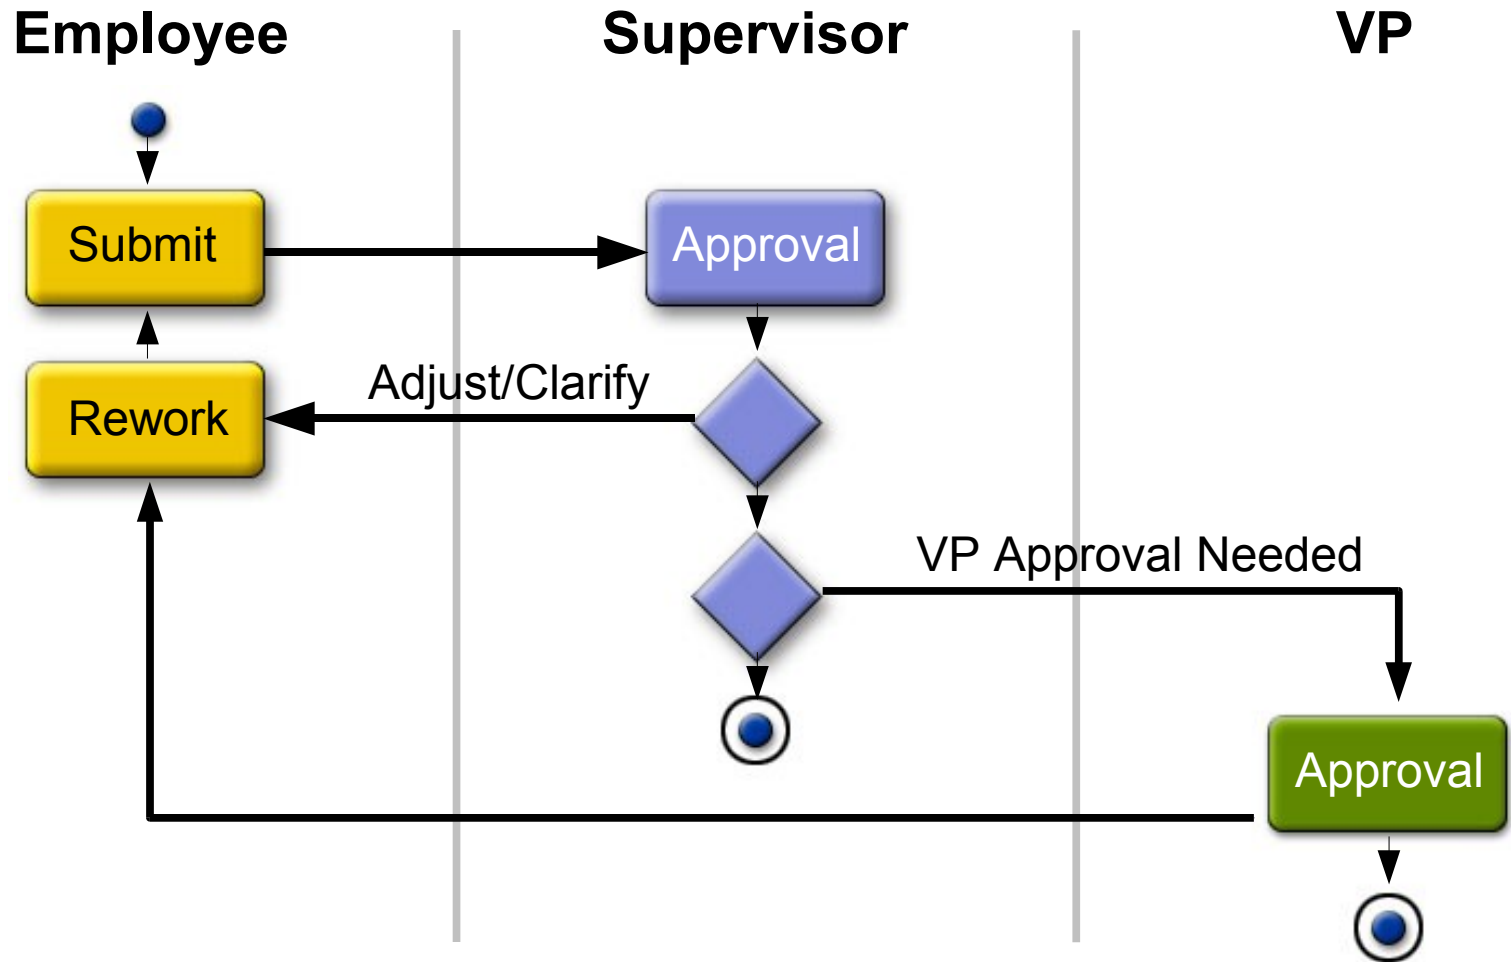 Employee
Supervisor
VP
Submit
Approval
Adjust/Clarify
Rework
VP Approval Needed
Approval